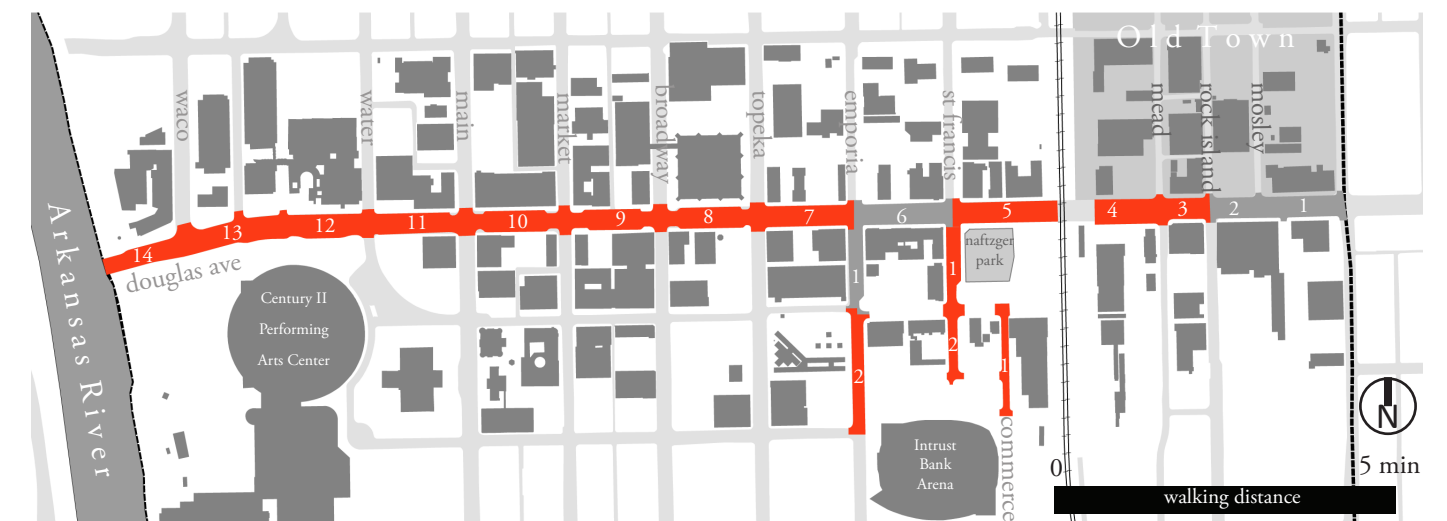 Old Town
waco
water
main
market
broadway
topeka
emporia
st francis
mead
rock island
mosley
14
13
12
11
10
9
8
7
6
5
4
3
2
1
douglas ave
Arkansas River
Century II
Performing
Arts Center
naftzger
park
1
2
1
2
1
commerce
Intrust
Bank
Arena
N
0
5 min
walking distance